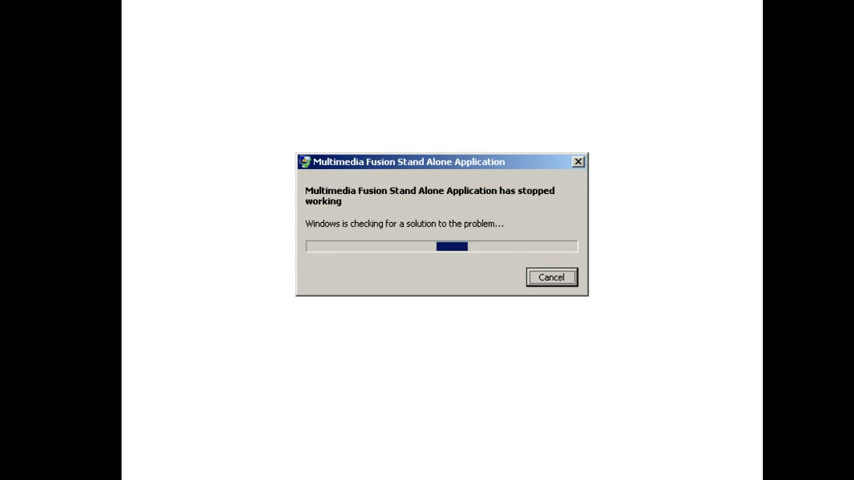 Multimedia Fusion Stand Alone Application
Multimedia Fusion Stand Alone Application has stopped
working
Windows is checking for a solution to the problem...
Cancel